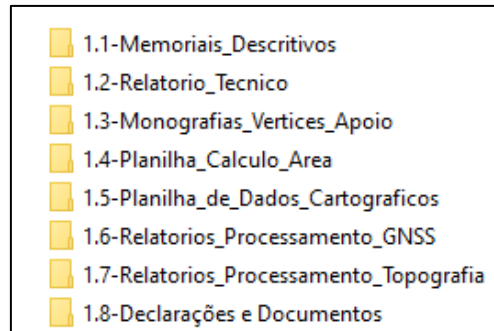 1.1-Memoriais_Descritivos
1.2-Relatorio_Tecnico
1.3-Monografias_Vertices_Apoio
1.4-Planilha_Calculo_Area
1.5-Planilha_de_Dados_Cartograficos
1.6-Relatorios_Processamento_GNSS
1.7-Relatorios_Processamento_Topografia
1.8-Declarações e Documentos